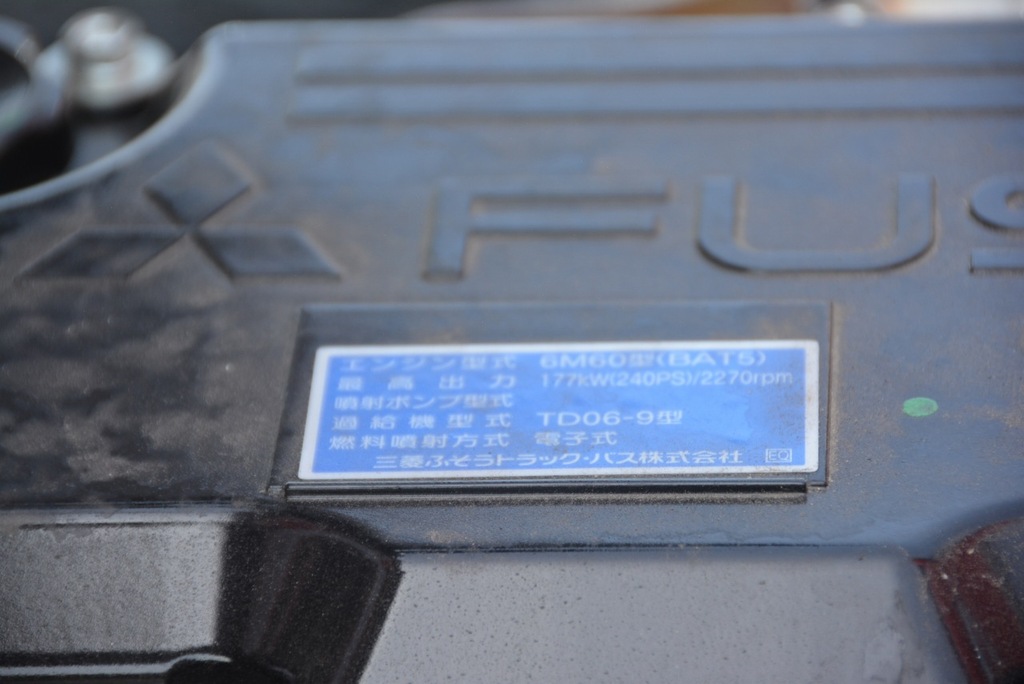 FUS
エンジン型式 6M60型(BAT5)
最高出力 177kW(240PS)/2270rpm
噴射ポンプ型式
過給機型式 TD06-9型
燃料噴射方式 電子式
三菱ふそうトラック・バス株式会社 EQ